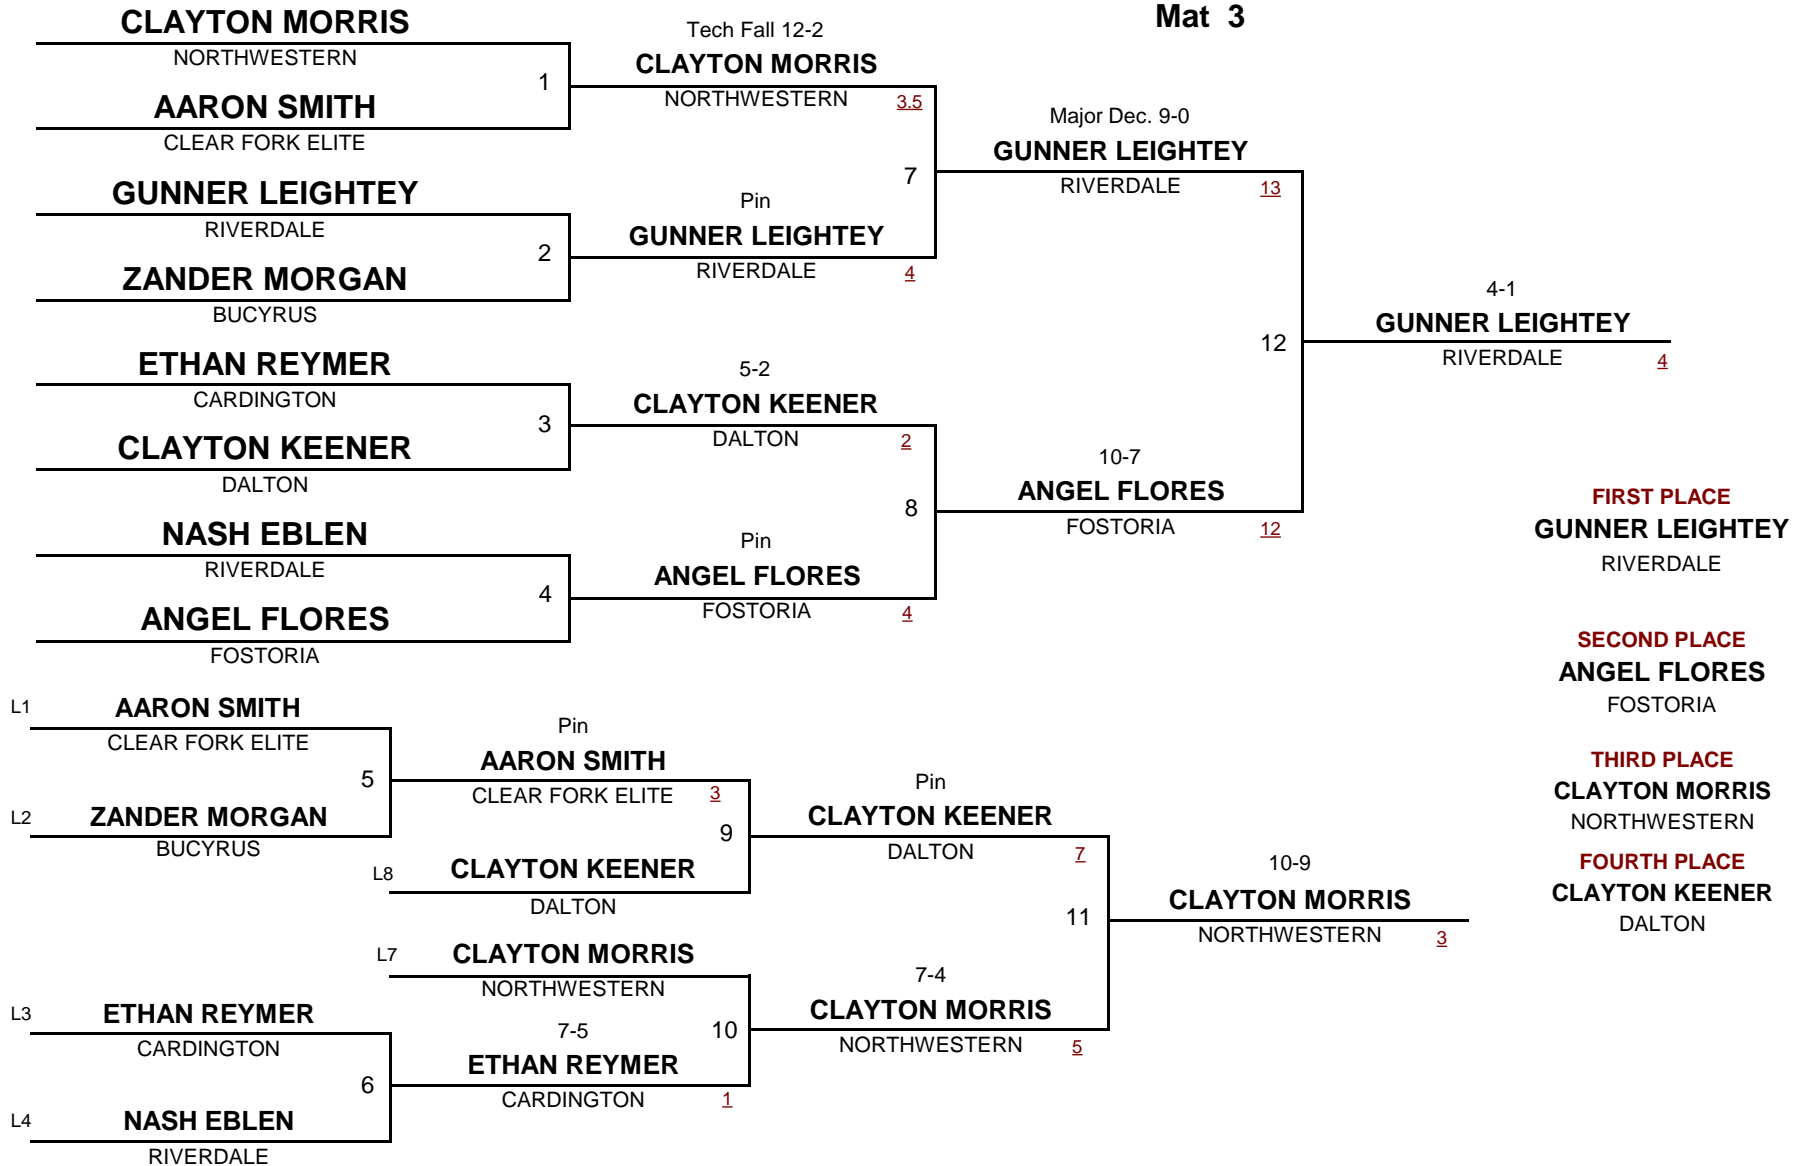 Mat 3
CLAYTON MORRIS
NORTHWESTERN
1
AARON SMITH
CLEAR FORK ELITE
GUNNER LEIGHTEY
RIVERDALE
2
ZANDER MORGAN
BUCYRUS
ETHAN REYMER
CARDINGTON
3
CLAYTON KEENER
DALTON
NASH EBLEN
RIVERDALE
4
ANGEL FLORES
FOSTORIA
Tech Fall 12-2
CLAYTON MORRIS
NORTHWESTERN 3.5
7
Pin
GUNNER LEIGHTEY
RIVERDALE 4
5-2
CLAYTON KEENER
DALTON 2
8
Pin
ANGEL FLORES
FOSTORIA 4
Major Dec. 9-0
GUNNER LEIGHTEY
RIVERDALE 13
12
10-7
ANGEL FLORES
FOSTORIA 12
4-1
GUNNER LEIGHTEY
RIVERDALE 4
FIRST PLACE
GUNNER LEIGHTEY
RIVERDALE
SECOND PLACE
ANGEL FLORES
FOSTORIA
THIRD PLACE
CLAYTON MORRIS
NORTHWESTERN
FOURTH PLACE
CLAYTON KEENER
DALTON
L1 AARON SMITH
CLEAR FORK ELITE
5
L2 ZANDER MORGAN
BUCYRUS
L3 ETHAN REYMER
CARDINGTON
6
L4 NASH EBLEN
RIVERDALE
Pin
AARON SMITH
CLEAR FORK ELITE 3
9
L8 CLAYTON KEENER
DALTON
L7 CLAYTON MORRIS
NORTHWESTERN
10
7-5
ETHAN REYMER
CARDINGTON 1
Pin
CLAYTON KEENER
DALTON 7
11
7-4
CLAYTON MORRIS
NORTHWESTERN 5
10-9
CLAYTON MORRIS
NORTHWESTERN 3